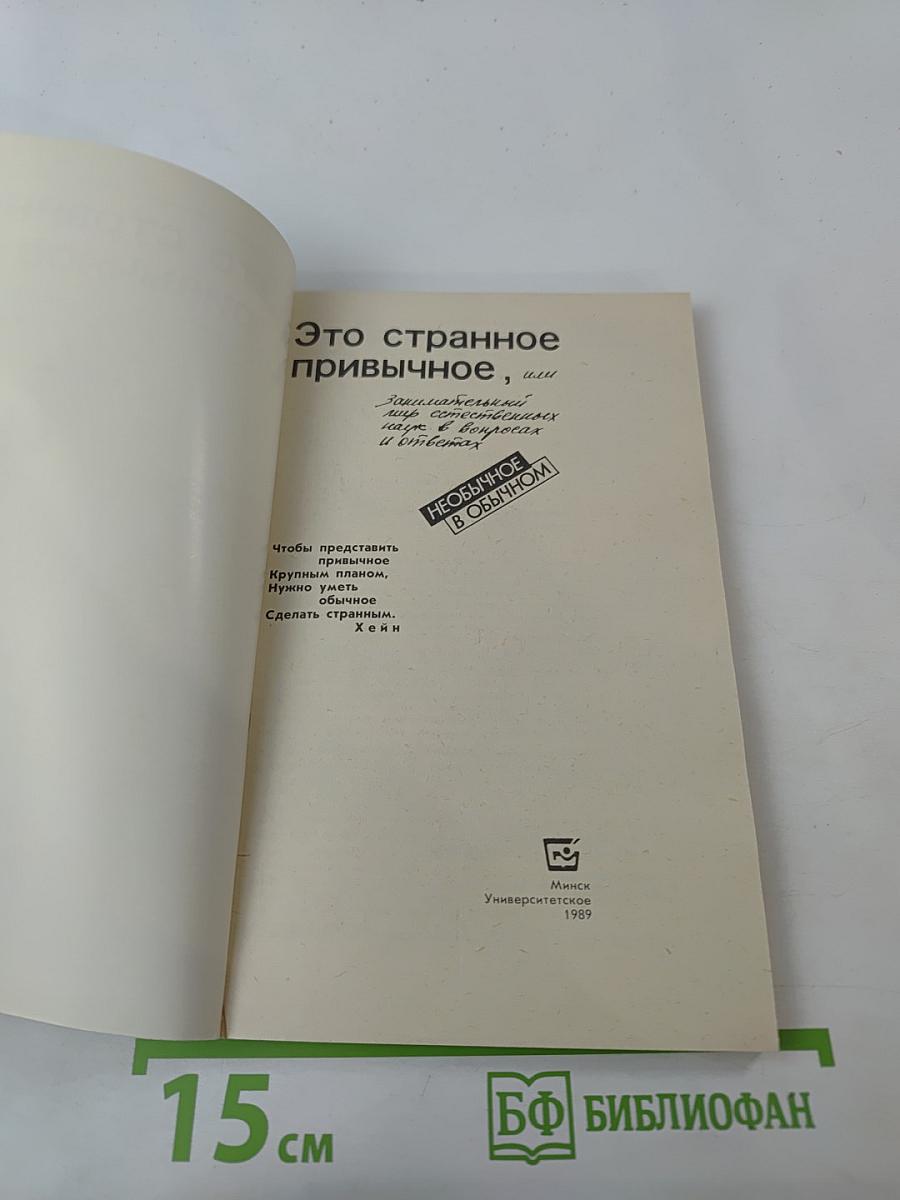 Это странное
привычное, или
занимательный
мир естественных
наук в вопросах
и ответах
НЕОБЫЧНОЕ
В ОБЫЧНОМ
Чтобы представить
привычное
Крупным планом,
Нужно уметь
обычное
Сделать странным.
Хейн
Минск
Университетское
1989
15 см
БФ БИБЛИОФАН